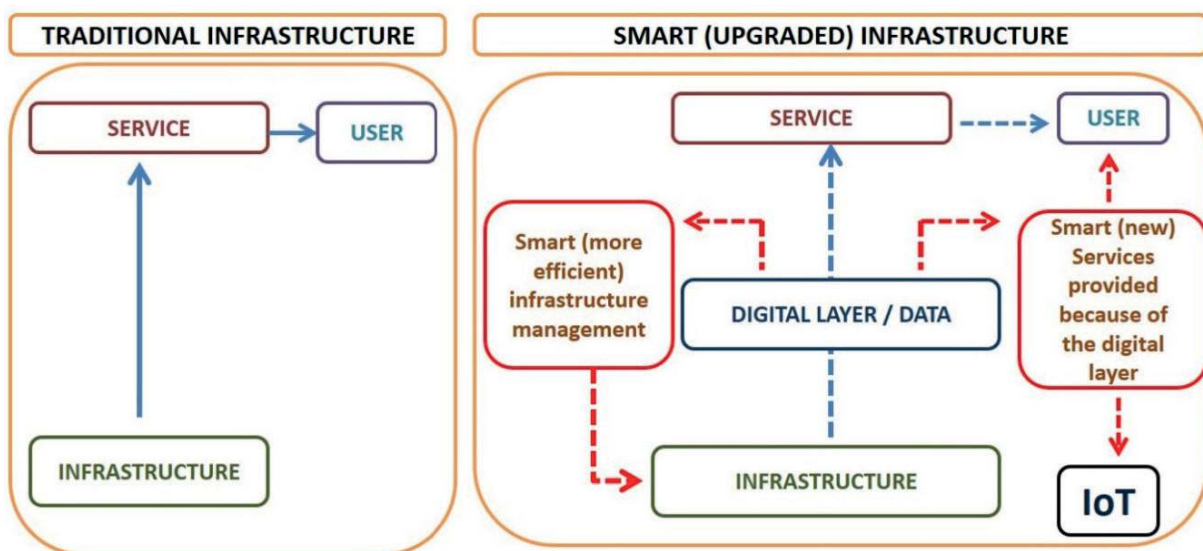 TRADITIONAL INFRASTRUCTURE
SERVICE
USER
INFRASTRUCTURE
SMART (UPGRADED) INFRASTRUCTURE
SERVICE
USER
Smart (more
efficient)
infrastructure
management
DIGITAL LAYER / DATA
Smart (new)
Services
provided
because of
the digital
layer
INFRASTRUCTURE
IoT